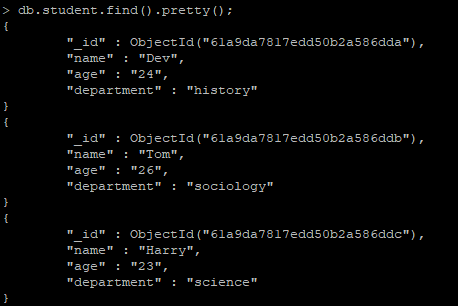 > db.student.find().pretty();
{
        "_id" : ObjectId("61a9da7817edd50b2a586dda"),
        "name" : "Dev",
        "age" : "24",
        "department" : "history"
}
{
        "_id" : ObjectId("61a9da7817edd50b2a586ddb"),
        "name" : "Tom",
        "age" : "26",
        "department" : "sociology"
}
{
        "_id" : ObjectId("61a9da7817edd50b2a586ddc"),
        "name" : "Harry",
        "age" : "23",
        "department" : "science"
}